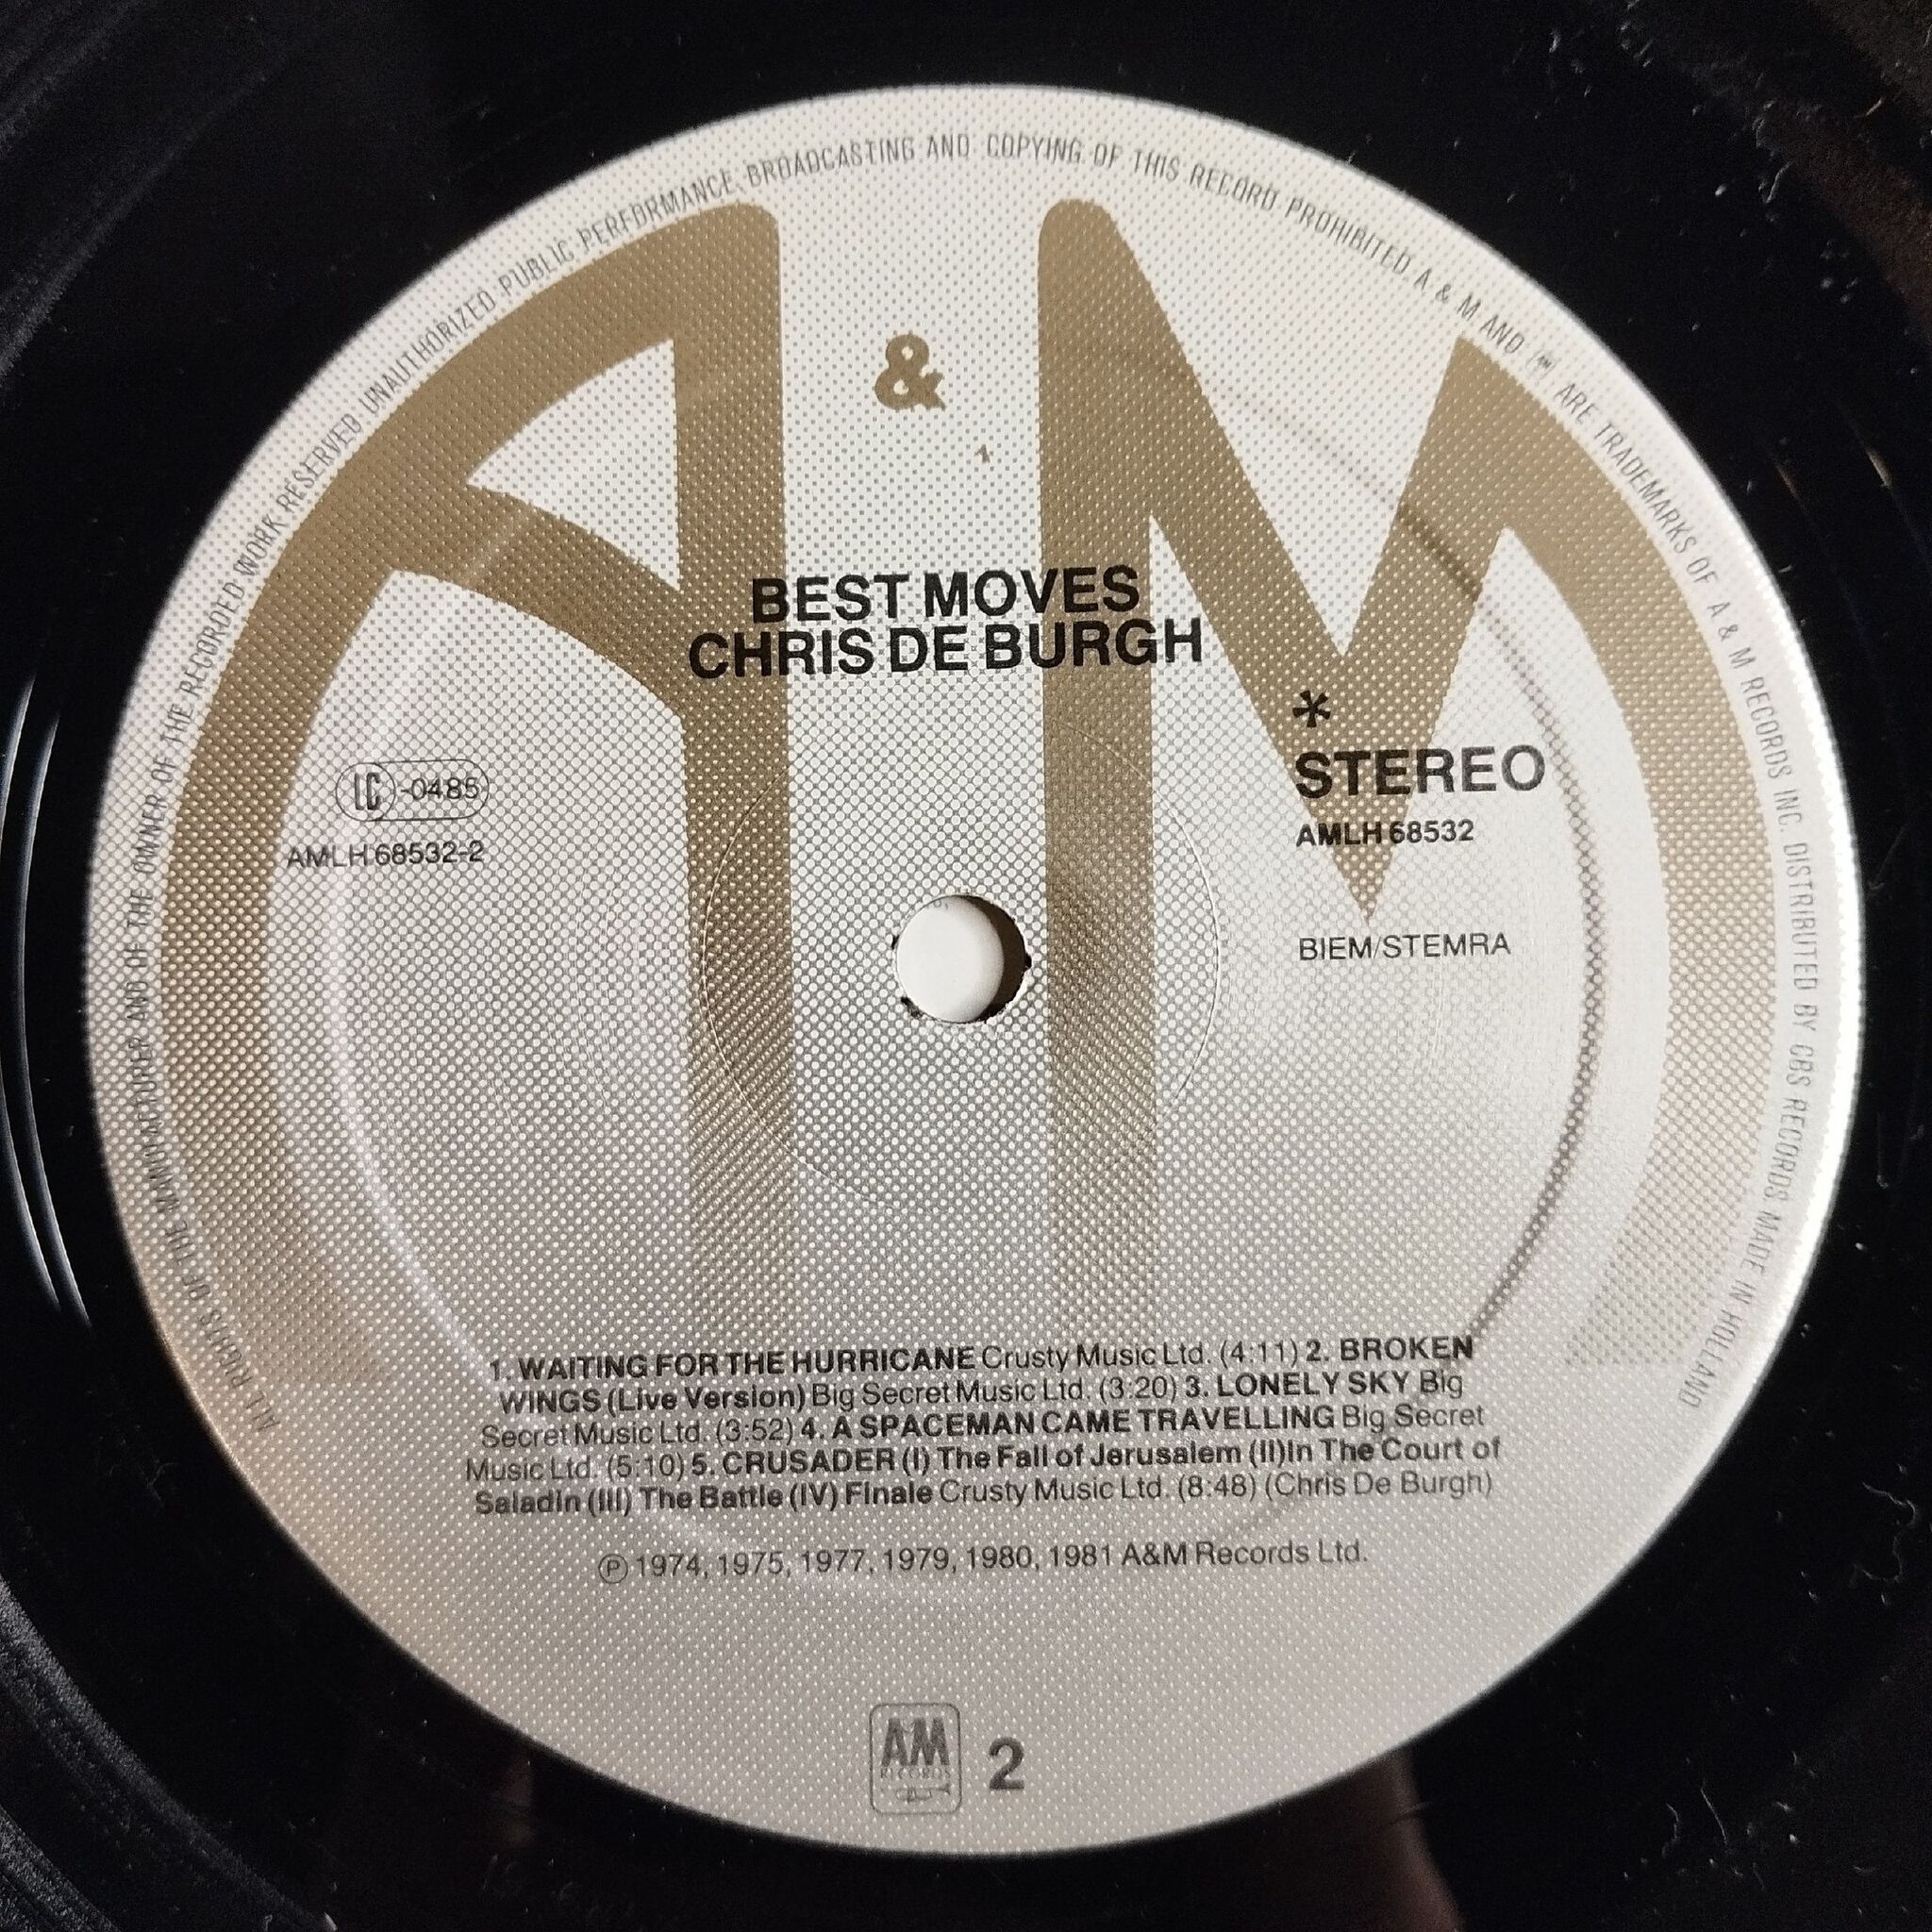 ALL RIGHTS OF THE MANUFACTURER AND OF THE OWNER OF THE RECORDED WORK RESERVED UNAUTHORIZED PUBLIC PERFORMANCE, BROADCASTING AND COPYING OF THIS RECORD PROHIBITED A & M AND ARE TRADEMARKS OF A & M RECORDS INC. DISTRIBUTED BY CBS RECORDS MADE IN HOLLAND
A & M
BEST MOVES
CHRIS DE BURGH
*
STEREO
LC -0485
AMLH 68532
AMLH 68532-2
BIEM/STEMRA
1. WAITING FOR THE HURRICANE Crusty Music Ltd. (4:11) 2. BROKEN
WINGS (Live Version) Big Secret Music Ltd. (3:20) 3. LONELY SKY Big
Secret Music Ltd. (3:52) 4. A SPACEMAN CAME TRAVELLING Big Secret
Music Ltd. (5:10) 5. CRUSADER (I) The Fall of Jerusalem (II)In The Court of
Saladin (III) The Battle (IV) Finale Crusty Music Ltd. (8:48) (Chris De Burgh)
Ⓟ 1974, 1975, 1977, 1979, 1980, 1981 A&M Records Ltd.
AM
RECORDS
2